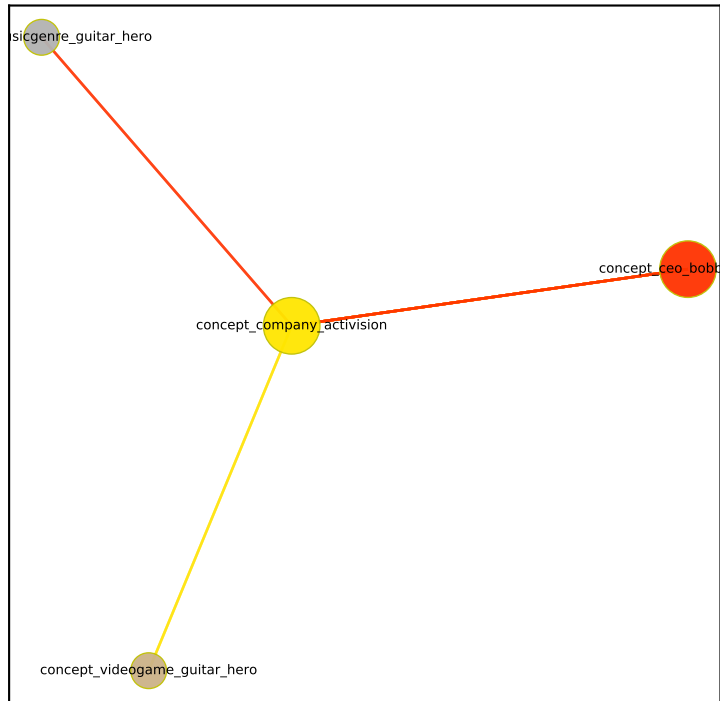 usicgenre_guitar_hero
concept_ceo_bobb
concept_company_activision
concept_videogame_guitar_hero